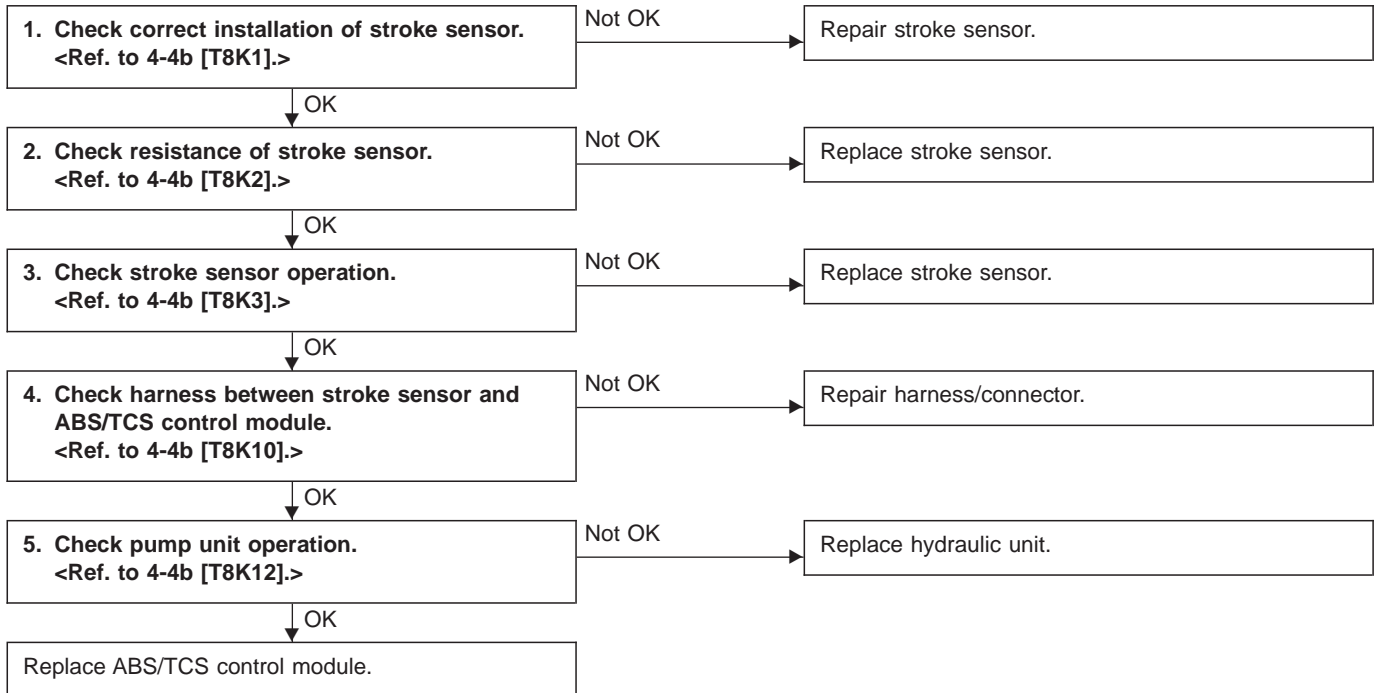 1. Check correct installation of stroke sensor.
<Ref. to 4-4b [T8K1].>
Not OK
Repair stroke sensor.
OK
2. Check resistance of stroke sensor.
<Ref. to 4-4b [T8K2].>
Not OK
Replace stroke sensor.
OK
3. Check stroke sensor operation.
<Ref. to 4-4b [T8K3].>
Not OK
Replace stroke sensor.
OK
4. Check harness between stroke sensor and
ABS/TCS control module.
<Ref. to 4-4b [T8K10].>
Not OK
Repair harness/connector.
OK
5. Check pump unit operation.
<Ref. to 4-4b [T8K12].>
Not OK
Replace hydraulic unit.
OK
Replace ABS/TCS control module.